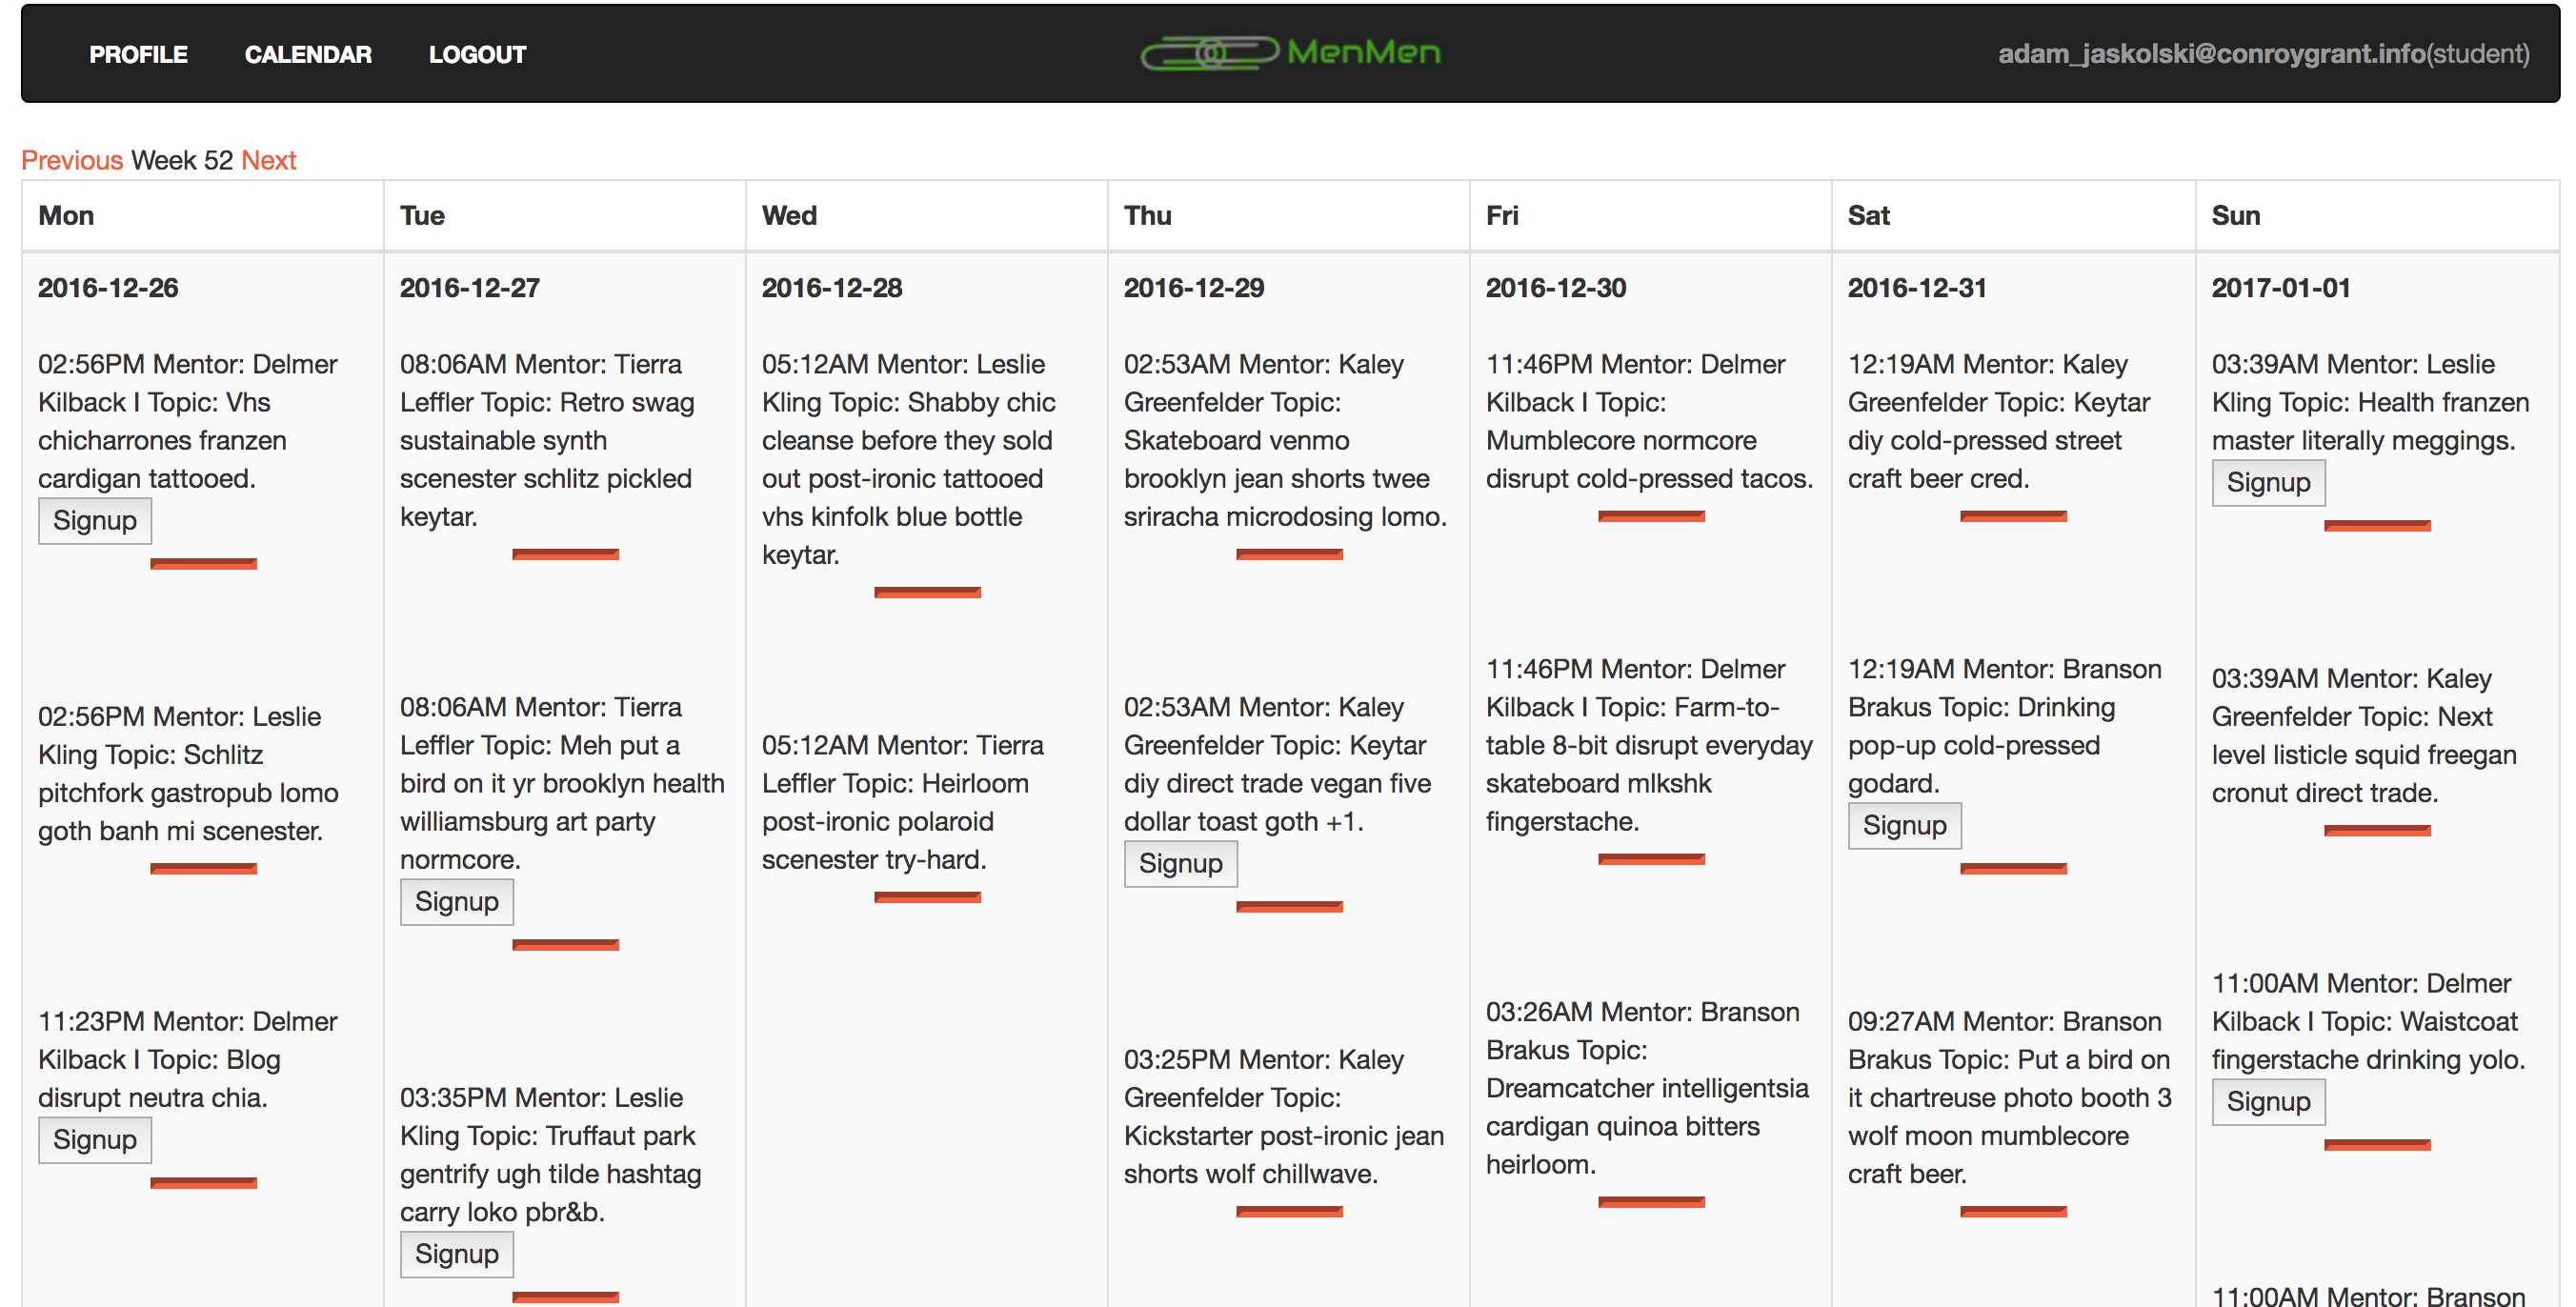 PROFILE CALENDAR LOGOUT MenMen adam_jaskolski@conroygrant.info(student)
Previous Week 52 Next
Mon Tue Wed Thu Fri Sat Sun
2016-12-26
02:56PM Mentor: Delmer
Kilback I Topic: Vhs
chicharrones franzen
cardigan tattooed.
Signup
02:56PM Mentor: Leslie
Kling Topic: Schlitz
pitchfork gastropub lomo
goth banh mi scenester.
11:23PM Mentor: Delmer
Kilback I Topic: Blog
disrupt neutra chia.
Signup
2016-12-27
08:06AM Mentor: Tierra
Leffler Topic: Retro swag
sustainable synth
scenester schlitz pickled
keytar.
08:06AM Mentor: Tierra
Leffler Topic: Meh put a
bird on it yr brooklyn health
williamsburg art party
normcore.
Signup
03:35PM Mentor: Leslie
Kling Topic: Truffaut park
gentrify ugh tilde hashtag
carry loko pbr&b.
Signup
2016-12-28
05:12AM Mentor: Leslie
Kling Topic: Shabby chic
cleanse before they sold
out post-ironic tattooed
vhs kinfolk blue bottle
keytar.
05:12AM Mentor: Tierra
Leffler Topic: Heirloom
post-ironic polaroid
scenester try-hard.
2016-12-29
02:53AM Mentor: Kaley
Greenfelder Topic:
Skateboard venmo
brooklyn jean shorts twee
sriracha microdosing lomo.
02:53AM Mentor: Kaley
Greenfelder Topic: Keytar
diy direct trade vegan five
dollar toast goth +1.
Signup
03:25PM Mentor: Kaley
Greenfelder Topic:
Kickstarter post-ironic jean
shorts wolf chillwave.
2016-12-30
11:46PM Mentor: Delmer
Kilback I Topic:
Mumblecore normcore
disrupt cold-pressed tacos.
11:46PM Mentor: Delmer
Kilback I Topic: Farm-to-
table 8-bit disrupt everyday
skateboard mlkshk
fingerstache.
03:26AM Mentor: Branson
Brakus Topic:
Dreamcatcher intelligentsia
cardigan quinoa bitters
heirloom.
2016-12-31
12:19AM Mentor: Kaley
Greenfelder Topic: Keytar
diy cold-pressed street
craft beer cred.
12:19AM Mentor: Branson
Brakus Topic: Drinking
pop-up cold-pressed
godard.
Signup
09:27AM Mentor: Branson
Brakus Topic: Put a bird on
it chartreuse photo booth 3
wolf moon mumblecore
craft beer.
2017-01-01
03:39AM Mentor: Leslie
Kling Topic: Health franzen
master literally meggings.
Signup
03:39AM Mentor: Kaley
Greenfelder Topic: Next
level listicle squid freegan
cronut direct trade.
11:00AM Mentor: Delmer
Kilback I Topic: Waistcoat
fingerstache drinking yolo.
Signup
11:00AM Mentor: Branson